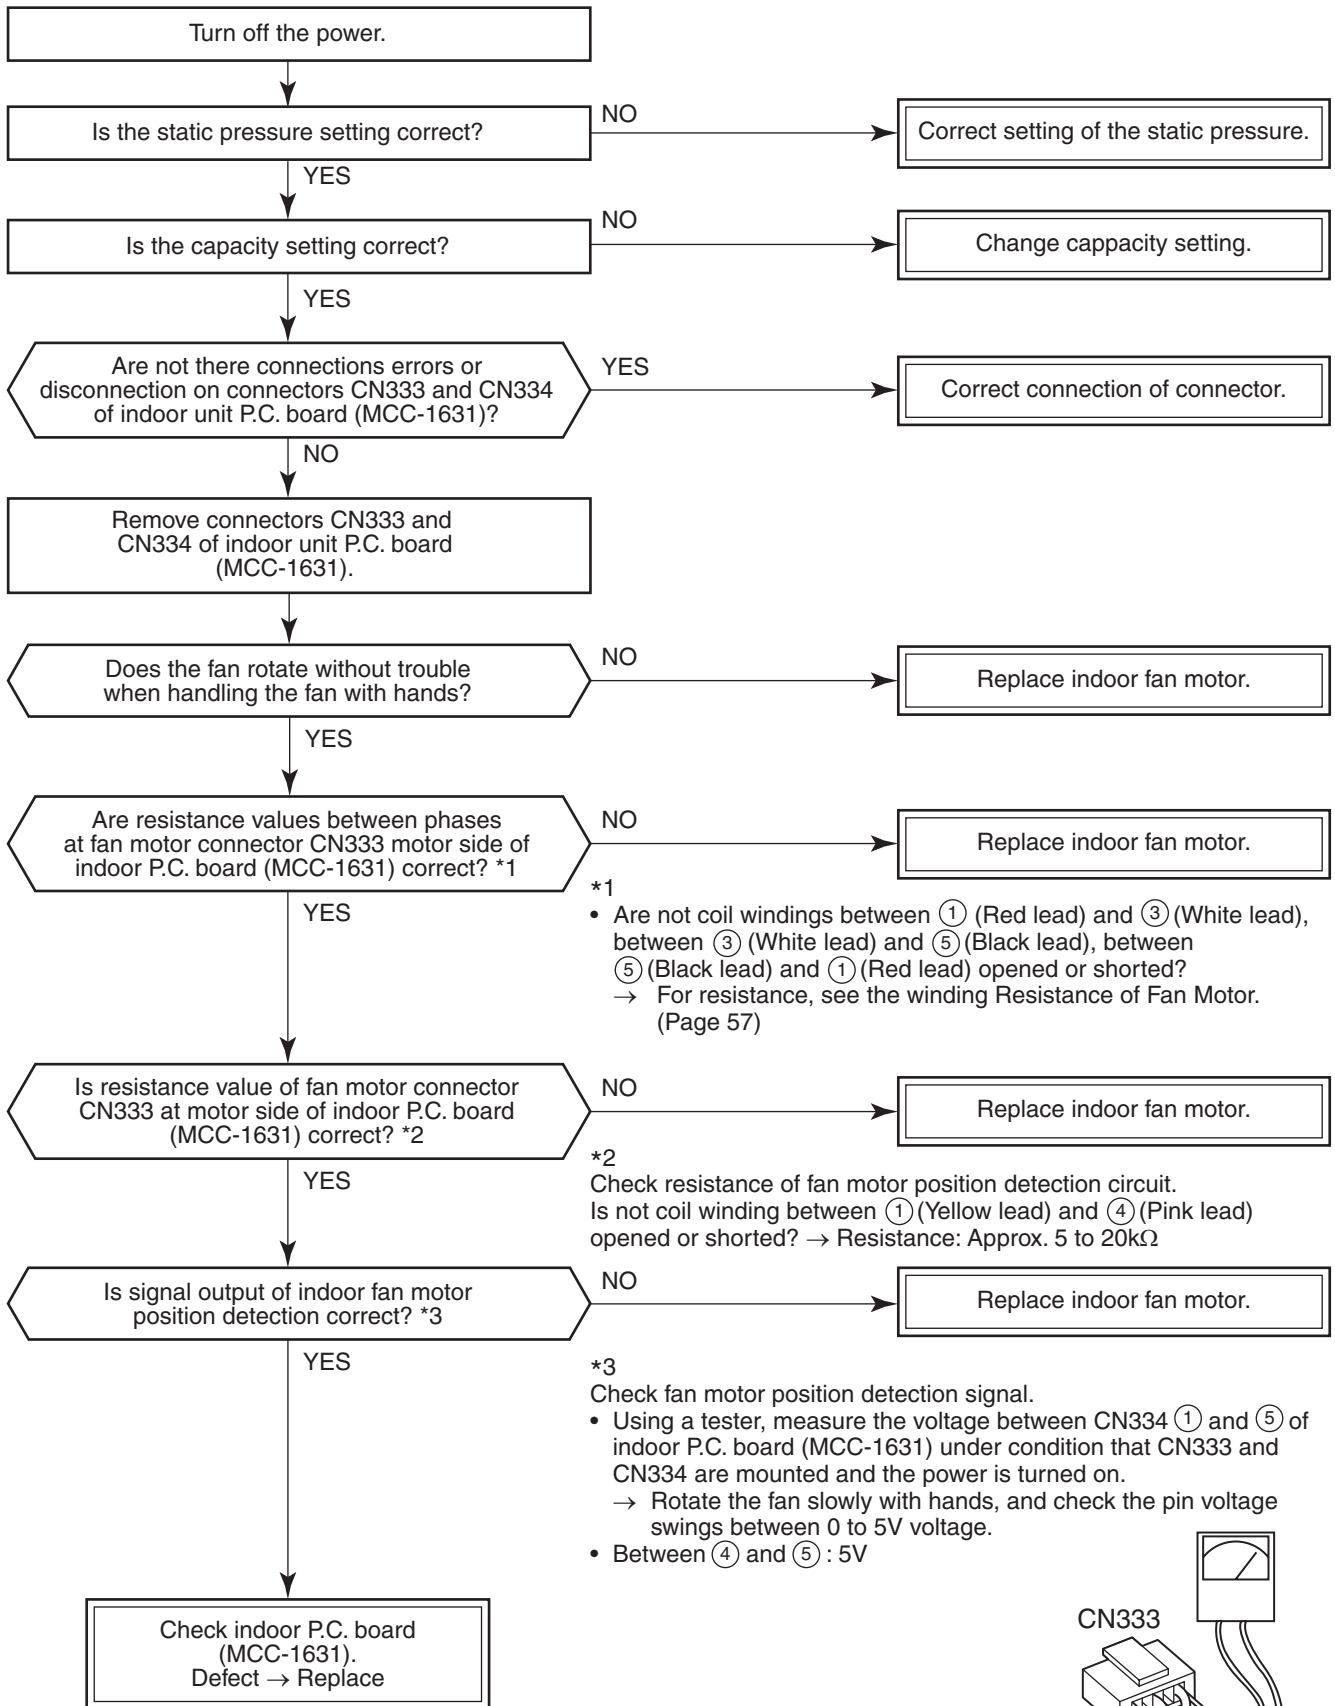 Turn off the power.
Is the static pressure setting correct?
NO
Correct setting of the static pressure.
YES
Is the capacity setting correct?
NO
Change cappacity setting.
YES
Are not there connections errors or
disconnection on connectors CN333 and CN334
of indoor unit P.C. board (MCC-1631)?
YES
Correct connection of connector.
NO
Remove connectors CN333 and
CN334 of indoor unit P.C. board
(MCC-1631).
Does the fan rotate without trouble
when handling the fan with hands?
NO
Replace indoor fan motor.
YES
Are resistance values between phases
at fan motor connector CN333 motor side of
indoor P.C. board (MCC-1631) correct? *1
NO
Replace indoor fan motor.
YES
*1
• Are not coil windings between ① (Red lead) and ③ (White lead),
between ③ (White lead) and ⑤ (Black lead), between
⑤ (Black lead) and ① (Red lead) opened or shorted?
→ For resistance, see the winding Resistance of Fan Motor.
(Page 57)
Is resistance value of fan motor connector
CN333 at motor side of indoor P.C. board
(MCC-1631) correct? *2
NO
Replace indoor fan motor.
YES
*2
Check resistance of fan motor position detection circuit.
Is not coil winding between ① (Yellow lead) and ④ (Pink lead)
opened or shorted? → Resistance: Approx. 5 to 20kΩ
Is signal output of indoor fan motor
position detection correct? *3
NO
Replace indoor fan motor.
YES
*3
Check fan motor position detection signal.
• Using a tester, measure the voltage between CN334 ① and ⑤ of
indoor P.C. board (MCC-1631) under condition that CN333 and
CN334 are mounted and the power is turned on.
→ Rotate the fan slowly with hands, and check the pin voltage
swings between 0 to 5V voltage.
• Between ④ and ⑤ : 5V
Check indoor P.C. board
(MCC-1631).
Defect → Replace
CN333